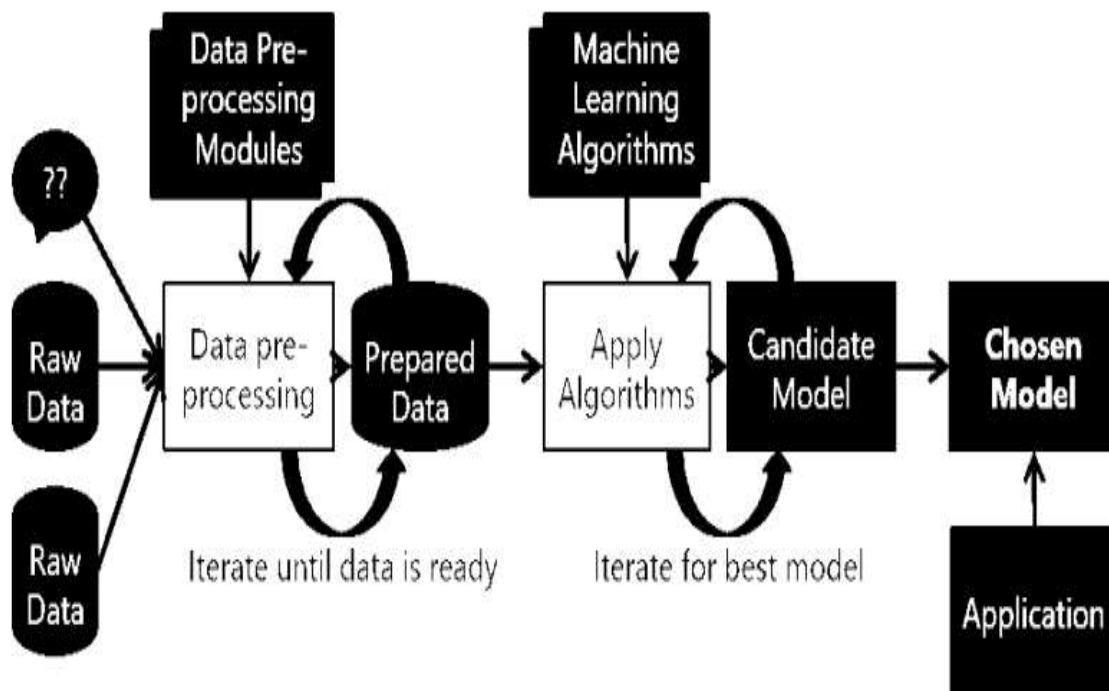 Data Pre-
processing
Modules
Machine
Learning
Algorithms
??
Raw
Data
Data pre-
processing
Prepared
Data
Apply
Algorithms
Candidate
Model
Chosen
Model
Raw
Data
Iterate until data is ready
Iterate for best model
Application